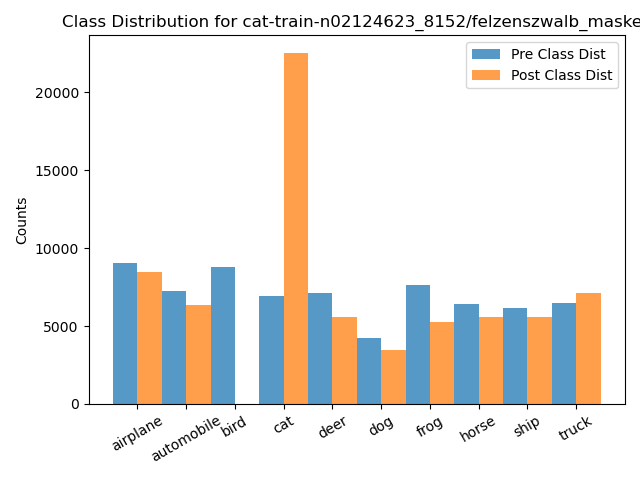 Class Distribution for cat-train-n02124623_8152/felzenszwalb_maske
Pre Class Dist
Post Class Dist
Counts
20000
15000
10000
5000
0
airplane
automobile
bird
cat
deer
dog
frog
horse
ship
truck